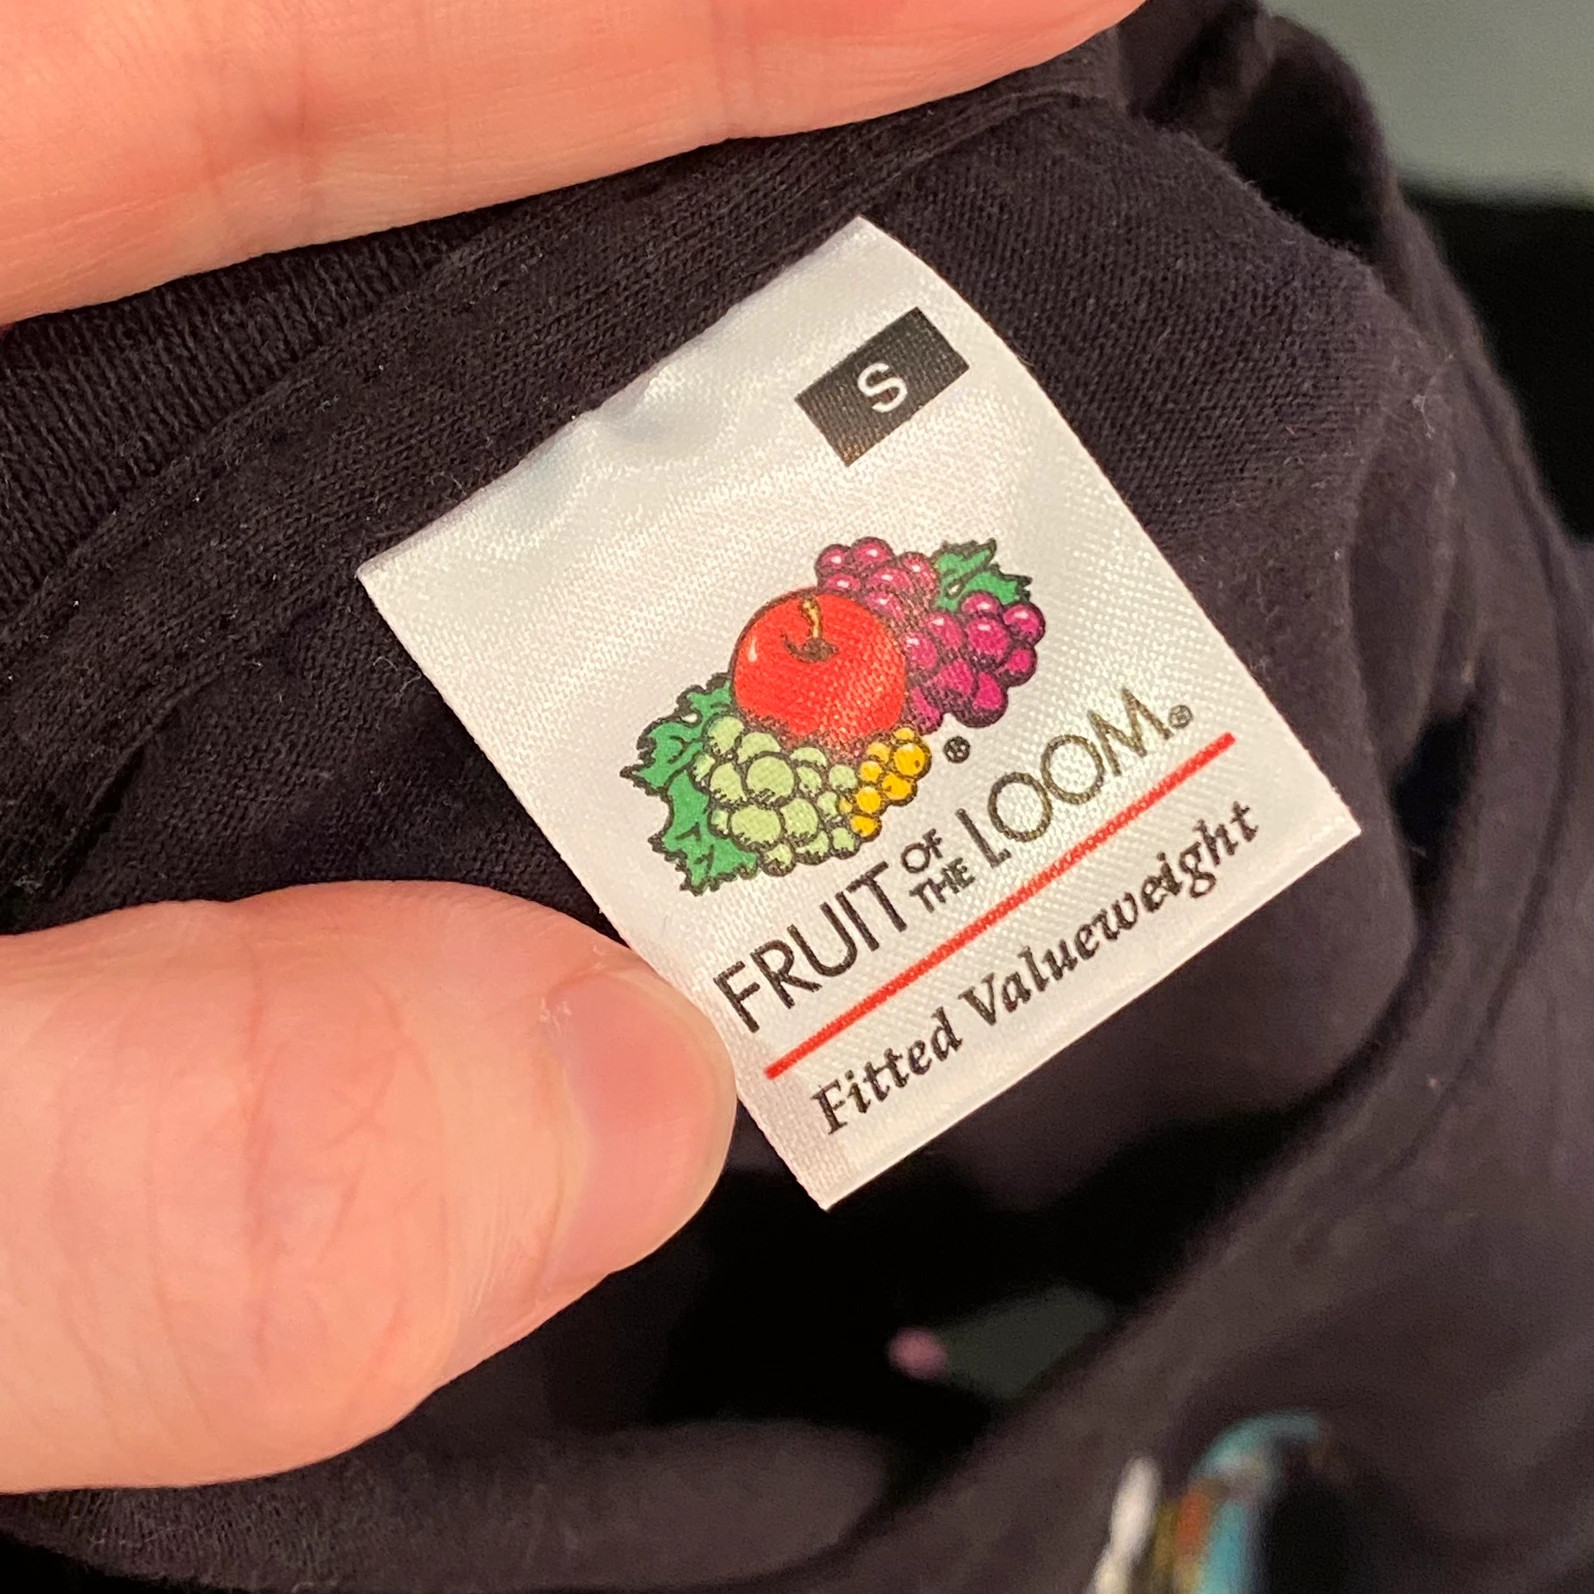 S
®
FRUIT OF THE LOOM®
Fitted Valueweight